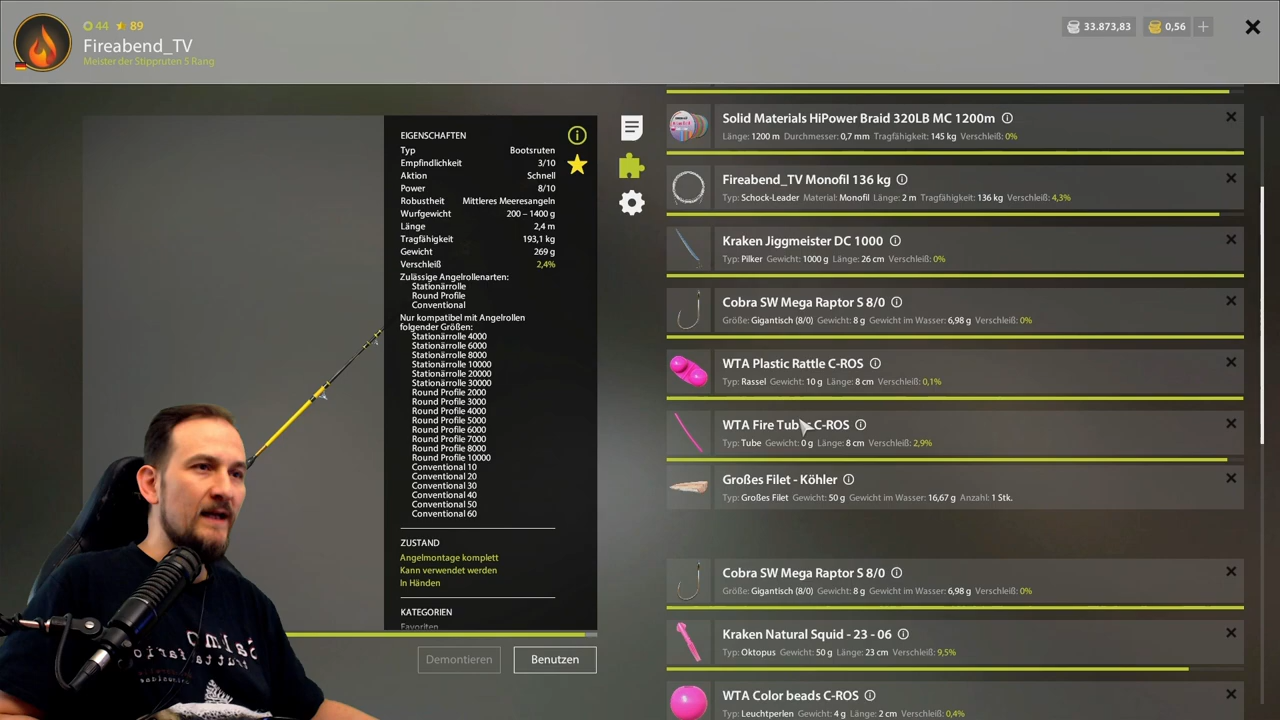 44 89
Fireabend_TV
Meister der Stippruten 5 Rang
33.873,83 0,56 +
EIGENSCHAFTEN
Typ Bootsruten
Empfindlichkeit 3/10
Aktion Schnell
Power 8/10
Robustheit Mittleres Meeresangeln
Wurfgewicht 200 – 1400 g
Länge 2,4 m
Tragfähigkeit 193,1 kg
Gewicht 269 g
Verschleiß 2,4%
Zulässige Angelrollenarten:
Stationärrolle
Round Profile
Conventional
Nur kompatibel mit Angelrollen
folgender Größen:
Stationärrolle 4000
Stationärrolle 6000
Stationärrolle 8000
Stationärrolle 10000
Stationärrolle 20000
Stationärrolle 30000
Round Profile 2000
Round Profile 3000
Round Profile 4000
Round Profile 5000
Round Profile 6000
Round Profile 7000
Round Profile 8000
Round Profile 10000
Conventional 10
Conventional 20
Conventional 30
Conventional 40
Conventional 50
Conventional 60
ZUSTAND
Angelmontage komplett
Kann verwendet werden
In Händen
KATEGORIEN
Favoriten
Demontieren Benutzen
Solid Materials HiPower Braid 320LB MC 1200m
Länge: 1200 m Durchmesser: 0,7 mm Tragfähigkeit: 145 kg Verschleiß: 0%
Fireabend_TV Monofil 136 kg
Typ: Schock-Leader Material: Monofil Länge: 2 m Tragfähigkeit: 136 kg Verschleiß: 4,3%
Kraken Jiggmeister DC 1000
Typ: Pilker Gewicht: 1000 g Länge: 26 cm Verschleiß: 0%
Cobra SW Mega Raptor S 8/0
Größe: Gigantisch (8/0) Gewicht: 8 g Gewicht im Wasser: 6,98 g Verschleiß: 0%
WTA Plastic Rattle C-ROS
Typ: Rassel Gewicht: 10 g Länge: 8 cm Verschleiß: 0,1%
WTA Fire Tube C-ROS
Typ: Tube Gewicht: 0 g Länge: 8 cm Verschleiß: 2,9%
Großes Filet - Köhler
Typ: Großes Filet Gewicht: 50 g Gewicht im Wasser: 16,67 g Anzahl: 1 Stk.
Cobra SW Mega Raptor S 8/0
Größe: Gigantisch (8/0) Gewicht: 8 g Gewicht im Wasser: 6,98 g Verschleiß: 0%
Kraken Natural Squid - 23 - 06
Typ: Oktopus Gewicht: 50 g Länge: 23 cm Verschleiß: 9,5%
WTA Color beads C-ROS
Typ: Leuchtperlen Gewicht: 4 g Länge: 2 cm Verschleiß: 0,4%